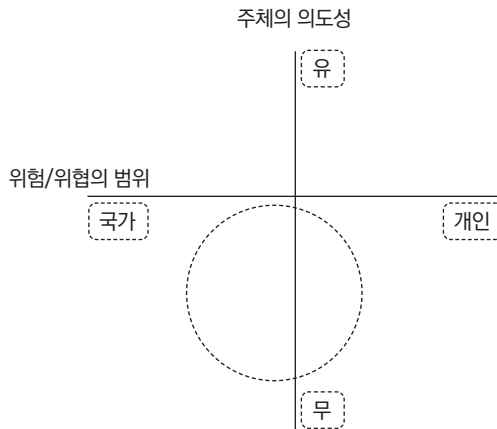 주체의 의도성
유
위험/위협의 범위
국가
개인
무